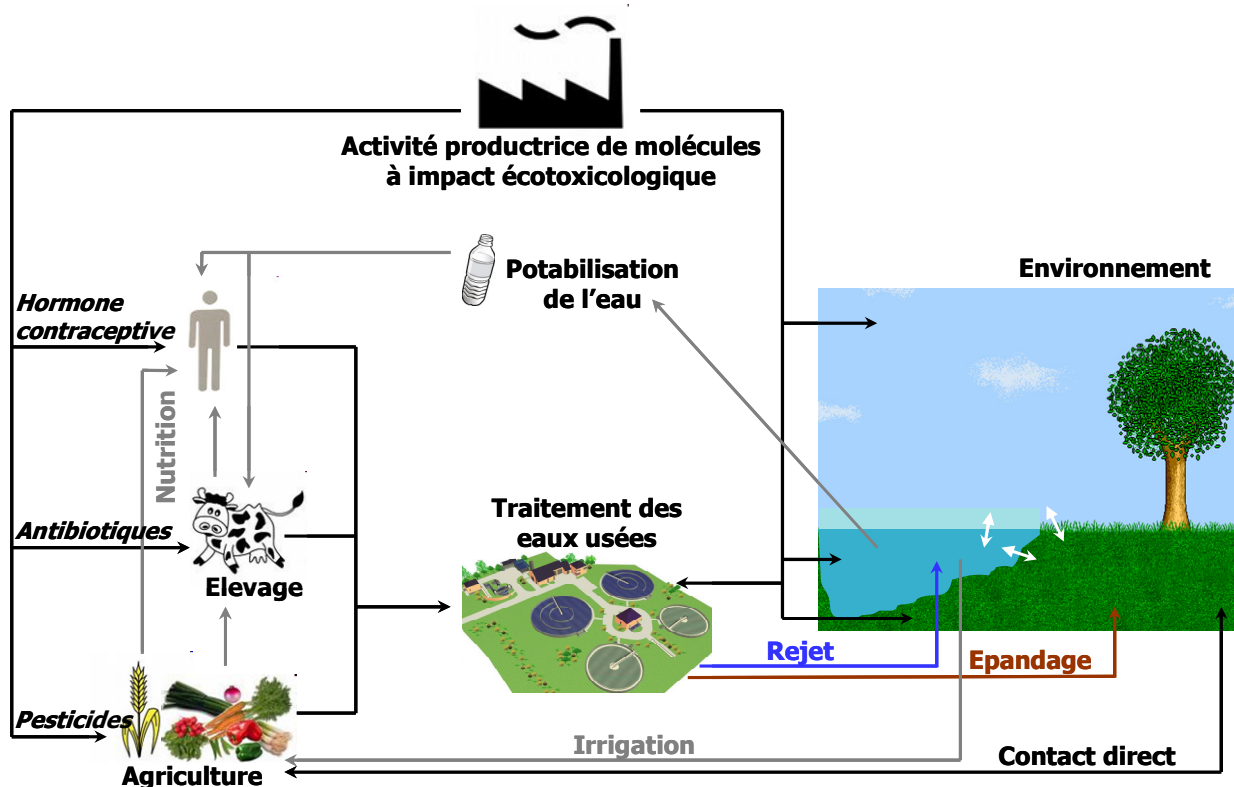 Activité productrice de molécules
à impact écotoxicologique
Potabilisation
de l'eau
Environnement
Hormone
contraceptive
Nutrition
Antibiotiques
Elevage
Traitement des
eaux usées
Rejet
Epandage
Pesticides
Irrigation
Contact direct
Agriculture